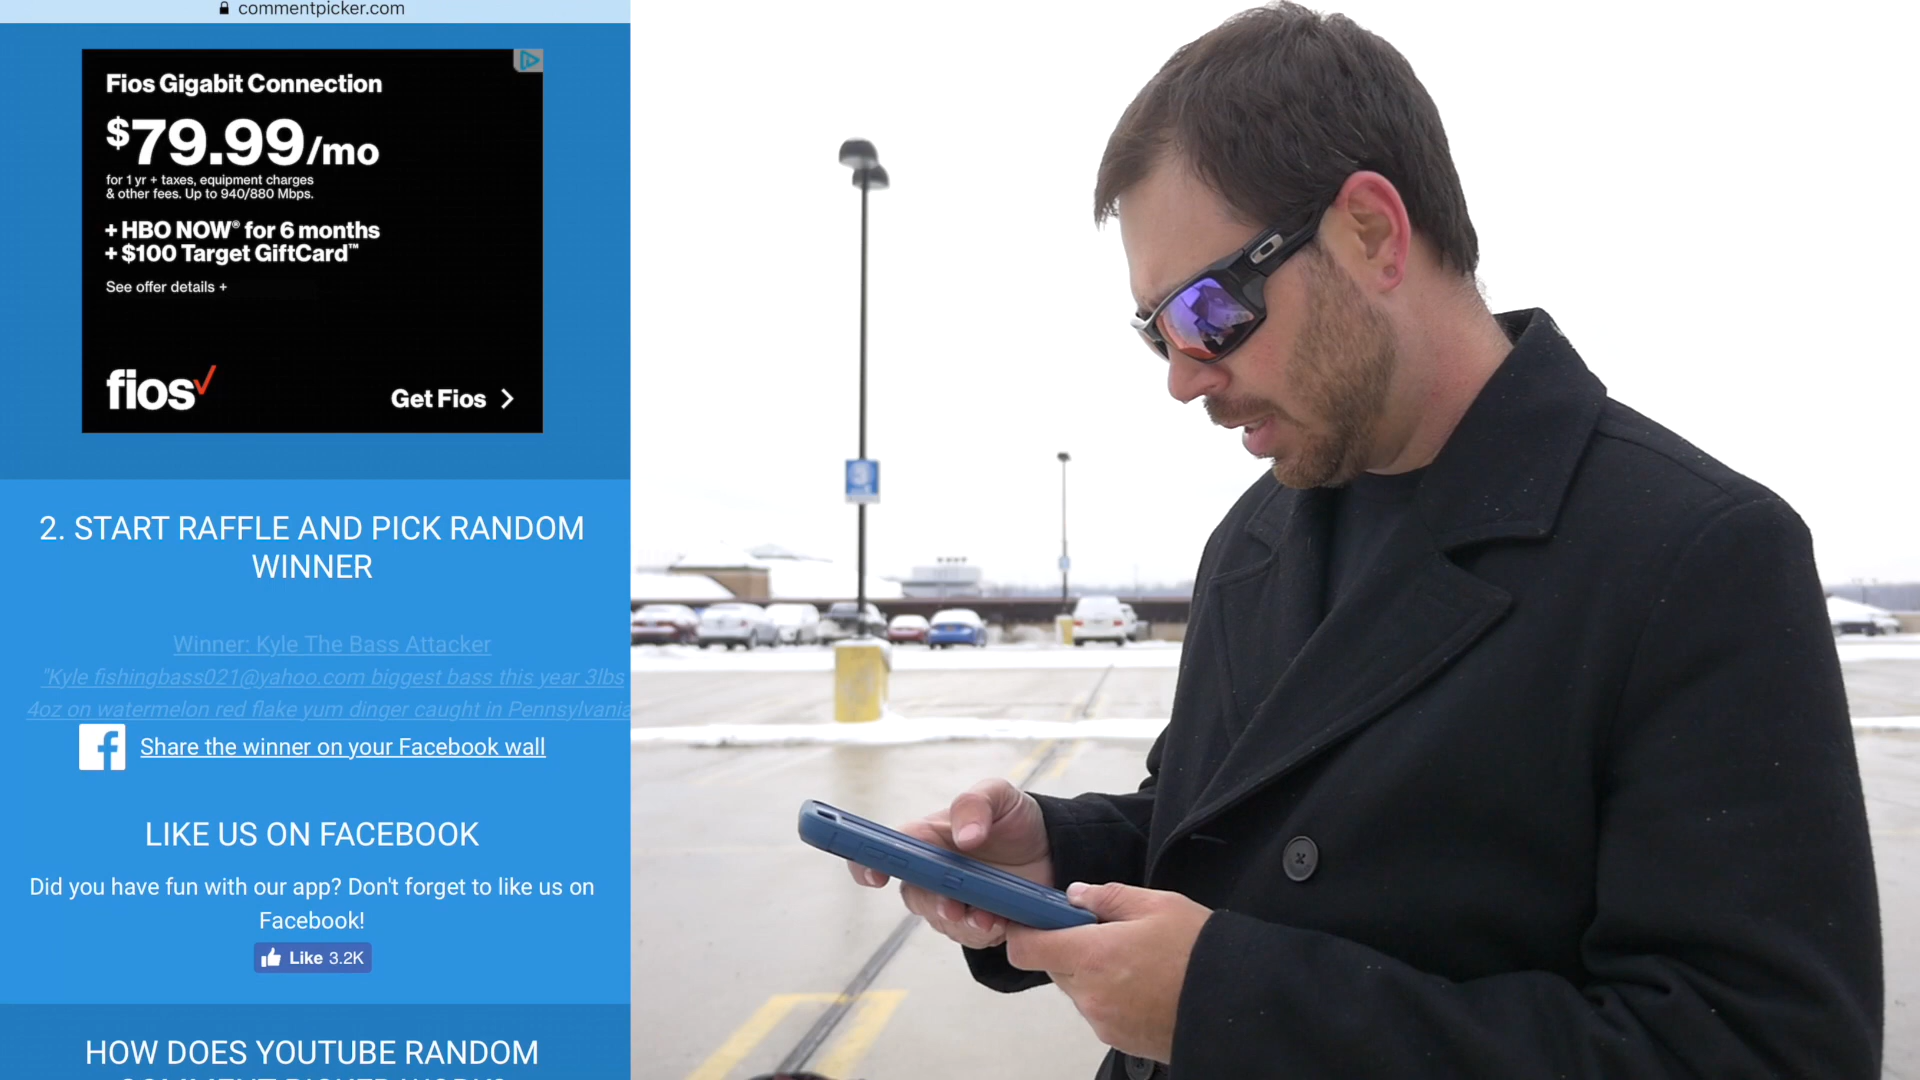 commentpicker.com
Fios Gigabit Connection
$79.99/mo
for 1 yr + taxes, equipment charges
& other fees. Up to 940/880 Mbps.
+ HBO NOW® for 6 months
+ $100 Target GiftCard™
See offer details +
fios✓
Get Fios >
2. START RAFFLE AND PICK RANDOM
WINNER
Winner: Kyle The Bass Attacker
"Kyle fishingbass021@yahoo.com biggest bass this year 3lbs
4oz on watermelon red flake yum dinger caught in Pennsylvania
Share the winner on your Facebook wall
LIKE US ON FACEBOOK
Did you have fun with our app? Don't forget to like us on
Facebook!
Like 3.2K
HOW DOES YOUTUBE RANDOM
COMMENT PICKER WORK?
3